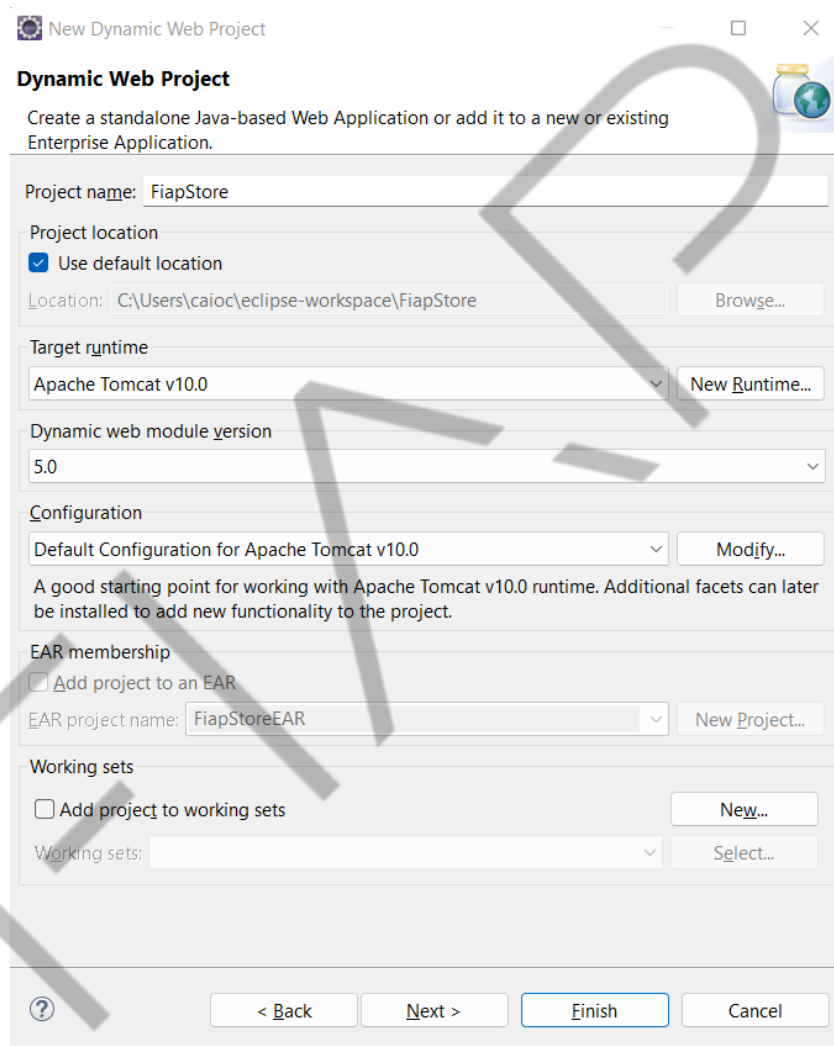 New Dynamic Web Project
Dynamic Web Project
Create a standalone Java-based Web Application or add it to a new or existing
Enterprise Application.
Project name: FiapStore
Project location
Use default location
Location: C:\Users\caioc\eclipse-workspace\FiapStore Browse...
Target runtime
Apache Tomcat v10.0 New Runtime...
Dynamic web module version
5.0
Configuration
Default Configuration for Apache Tomcat v10.0 Modify...
A good starting point for working with Apache Tomcat v10.0 runtime. Additional facets can later
be installed to add new functionality to the project.
EAR membership
Add project to an EAR
EAR project name: FiapStoreEAR New Project...
Working sets
Add project to working sets New...
Working sets: Select...
? < Back Next > Finish Cancel
FIAP